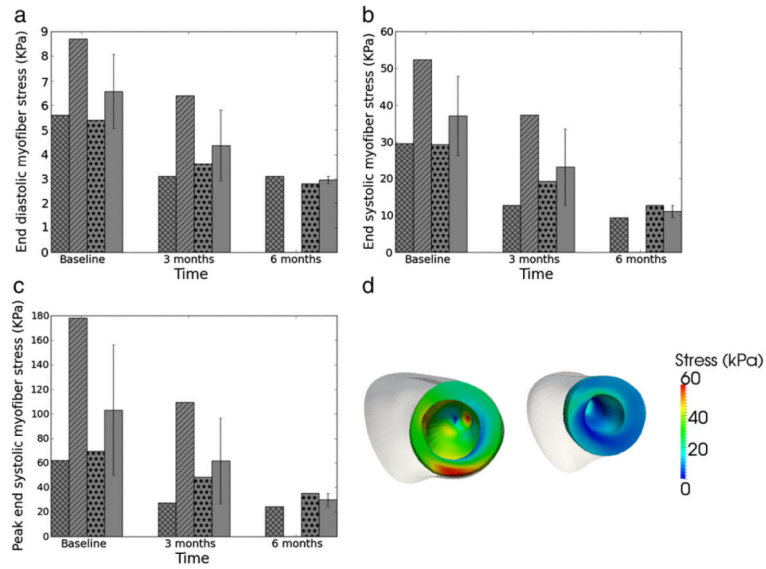 a
End diastolic myofiber stress (KPa)
9
8
7
6
5
4
3
2
1
0
Baseline
3 months
6 months
Time
b
End systolic myofiber stress (KPa)
60
50
40
30
20
10
0
Baseline
3 months
6 months
Time
c
Peak end systolic myofiber stress (KPa)
180
160
140
120
100
80
60
40
20
0
Baseline
3 months
6 months
Time
d
Stress (kPa)
60
40
20
0